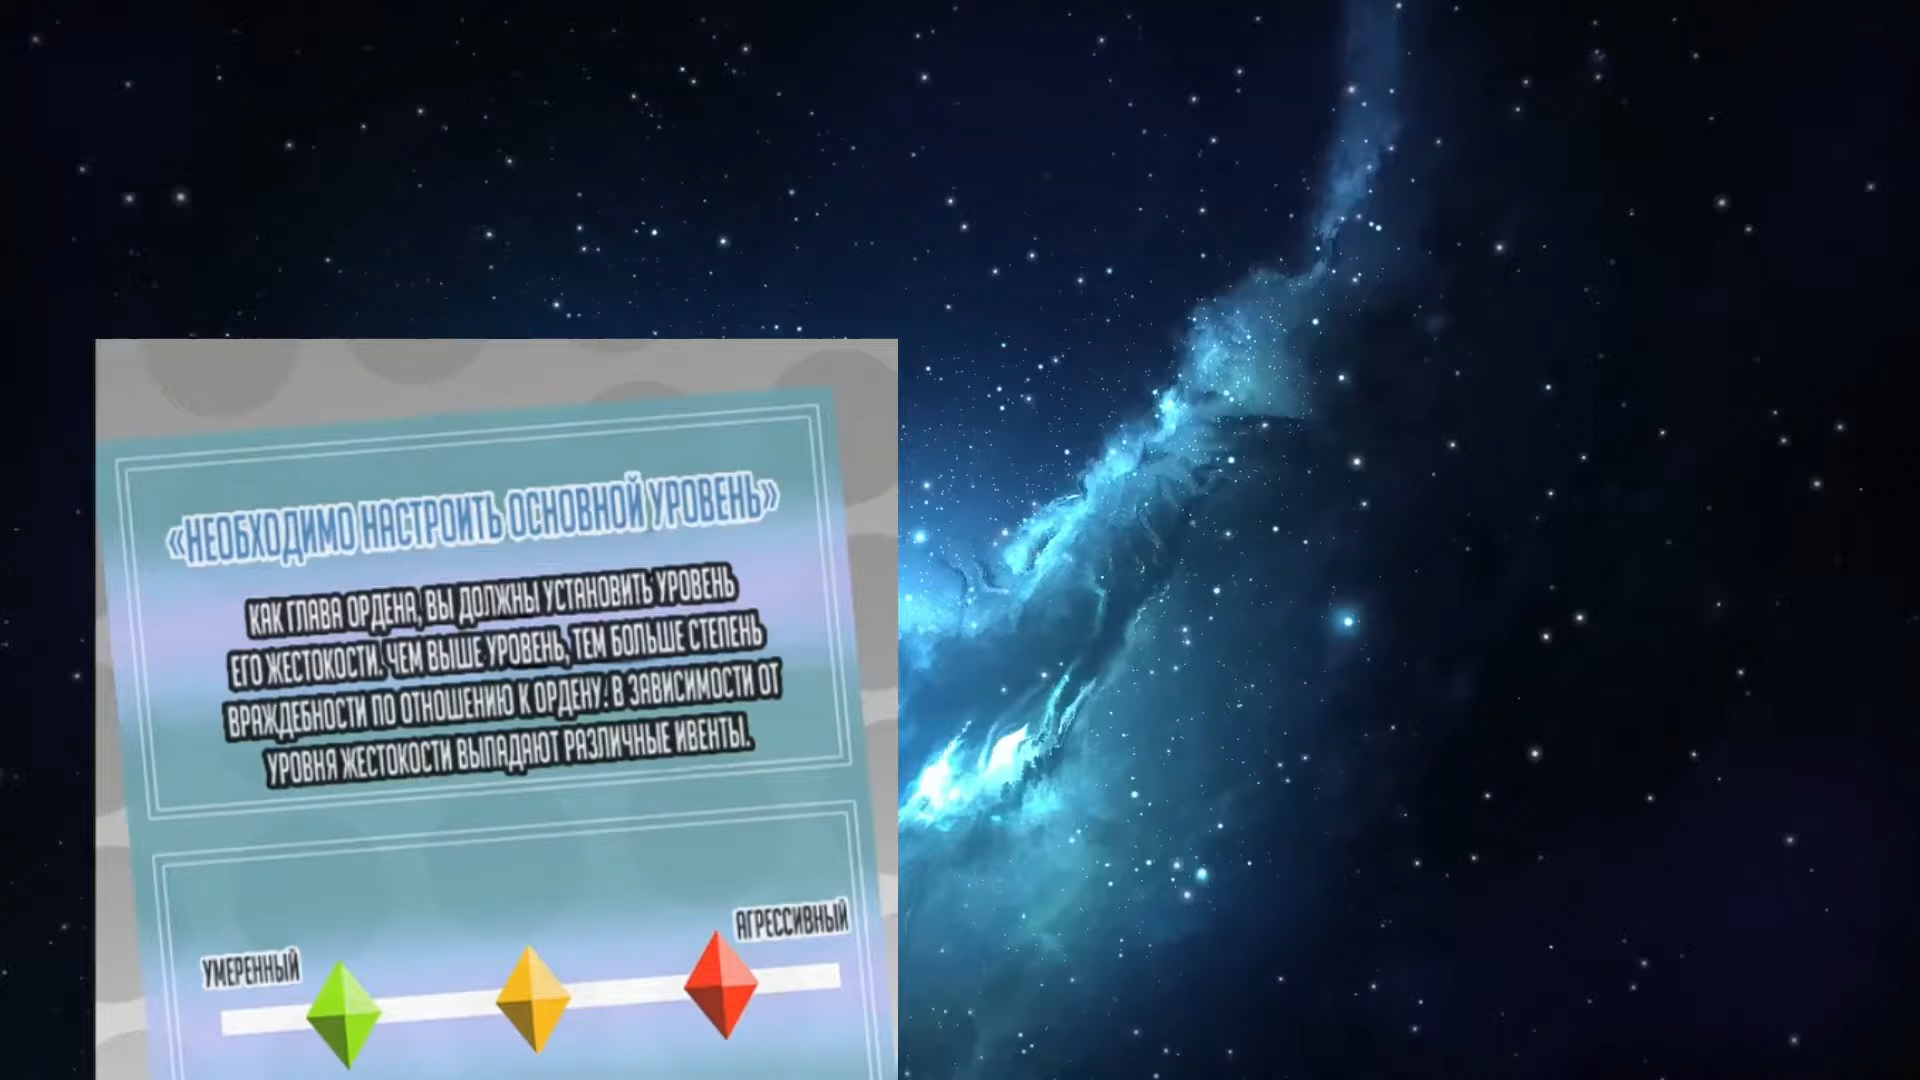 «НЕОБХОДИМО НАСТРОИТЬ ОСНОВНОЙ УРОВЕНЬ»
КАК ГЛАВА ОРДЕНА, ВЫ ДОЛЖНЫ УСТАНОВИТЬ УРОВЕНЬ
ЕГО ЖЕСТОКОСТИ. ЧЕМ ВЫШЕ УРОВЕНЬ, ТЕМ БОЛЬШЕ СТЕПЕНЬ
ВРАЖДЕБНОСТИ ПО ОТНОШЕНИЮ К ОРДЕНУ. В ЗАВИСИМОСТИ ОТ
УРОВНЯ ЖЕСТОКОСТИ ВЫПАДАЮТ РАЗЛИЧНЫЕ ИВЕНТЫ.
АГРЕССИВНЫЙ
УМЕРЕННЫЙ